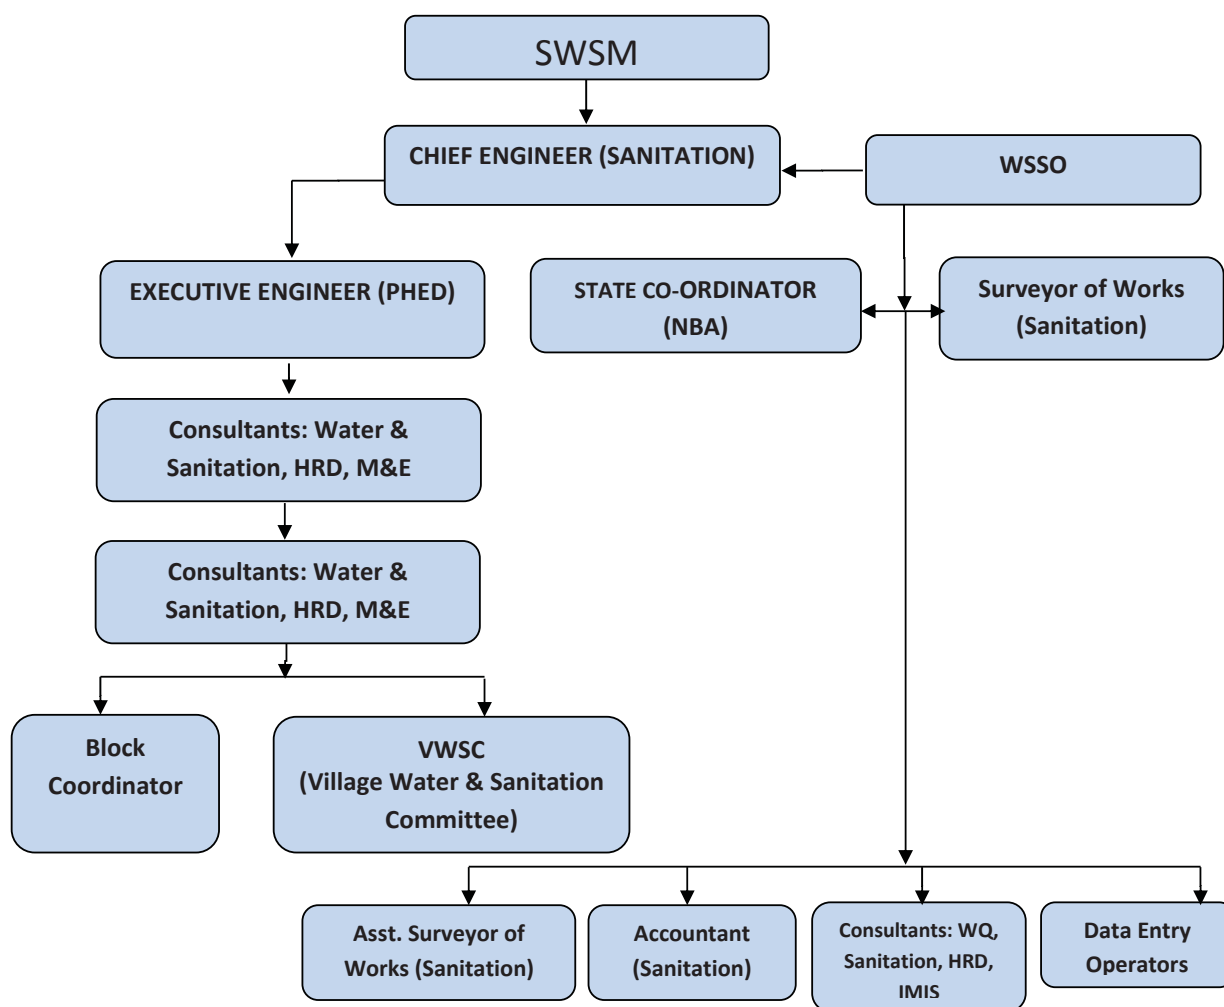 SWSM
CHIEF ENGINEER (SANITATION)
WSSO
EXECUTIVE ENGINEER (PHED)
STATE CO-ORDINATOR
(NBA)
Surveyor of Works
(Sanitation)
Consultants: Water &
Sanitation, HRD, M&E
Consultants: Water &
Sanitation, HRD, M&E
Block
Coordinator
VWSC
(Village Water & Sanitation
Committee)
Asst. Surveyor of
Works (Sanitation)
Accountant
(Sanitation)
Consultants: WQ,
Sanitation, HRD,
IMIS
Data Entry
Operators